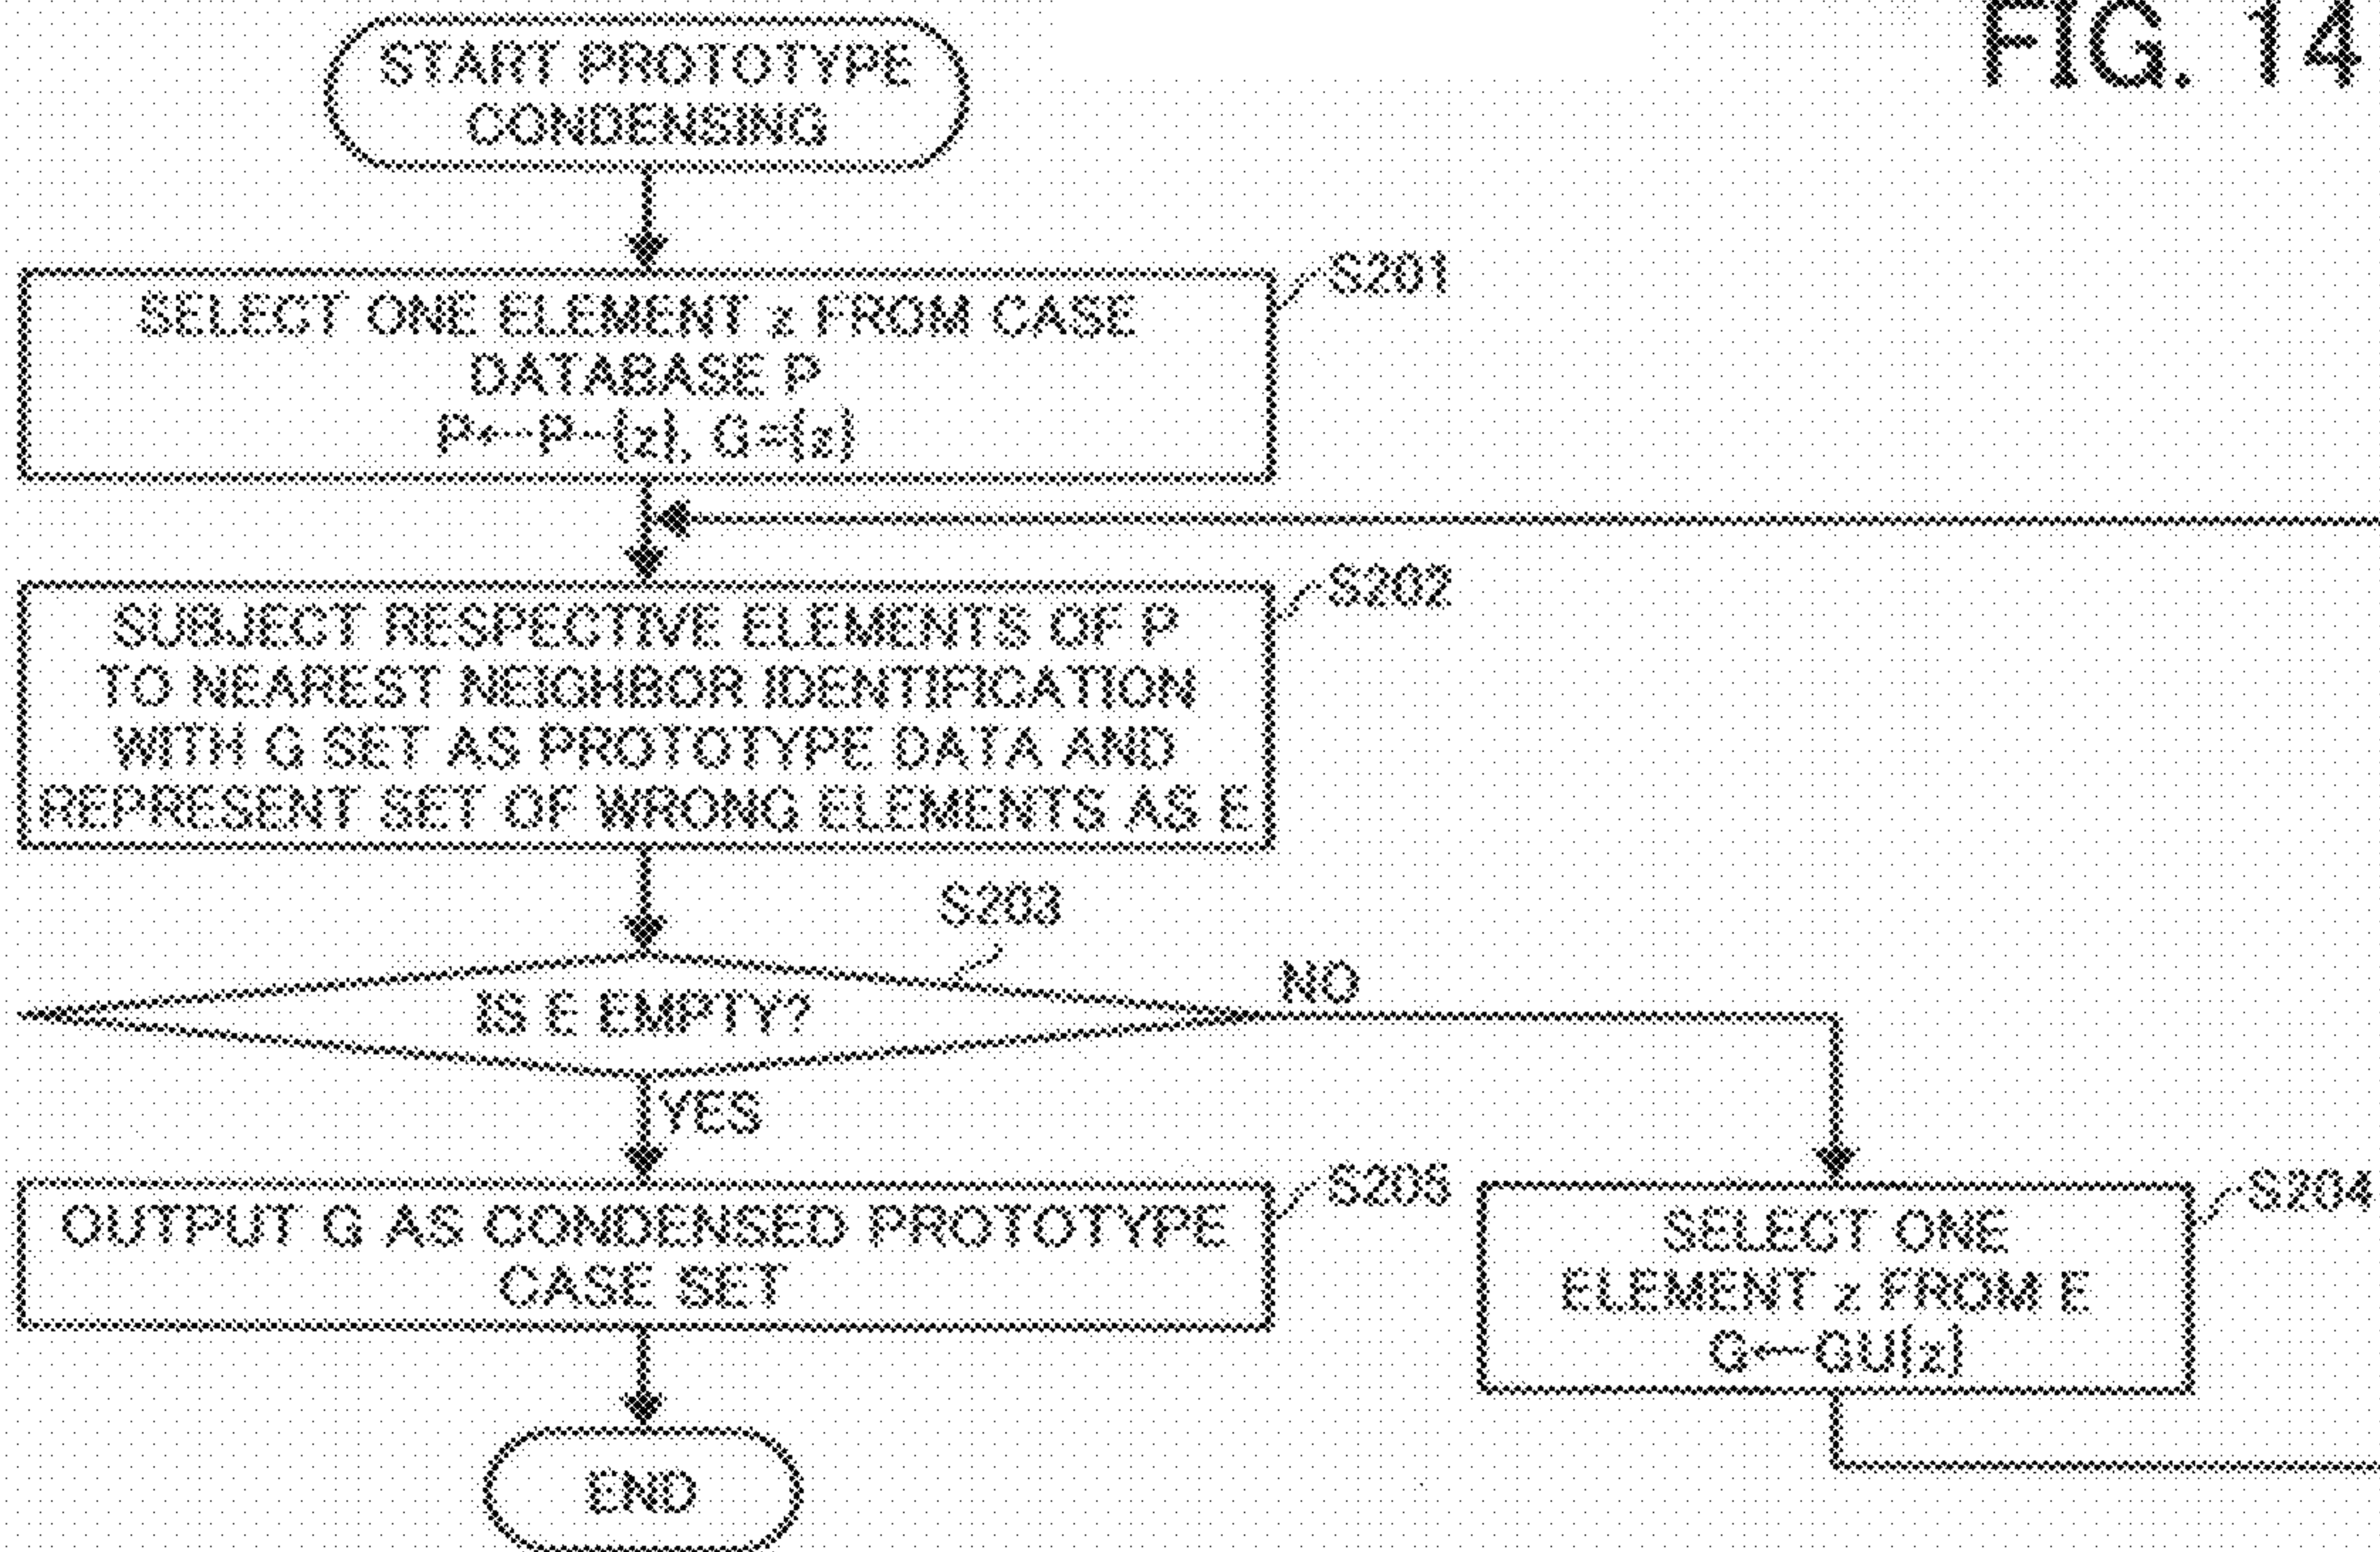 FIG. 14
START PROTOTYPE
CONDENSING
S201
SELECT ONE ELEMENT z FROM CASE
DATABASE P
P←P-{z}, G={z}
S202
SUBJECT RESPECTIVE ELEMENTS OF P
TO NEAREST NEIGHBOR IDENTIFICATION
WITH G SET AS PROTOTYPE DATA AND
REPRESENT SET OF WRONG ELEMENTS AS E
S203
IS E EMPTY?
NO
YES
S205
OUTPUT G AS CONDENSED PROTOTYPE
CASE SET
S204
SELECT ONE
ELEMENT z FROM E
G←GU{z}
END